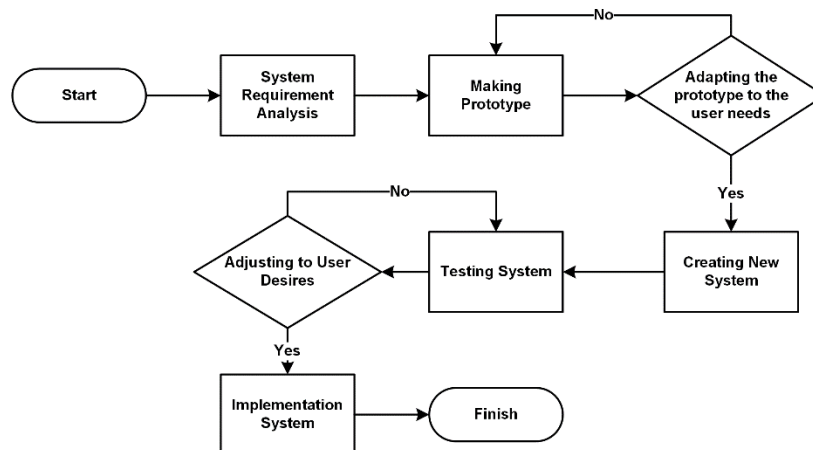 No
Start
System
Requirement
Analysis
Making
Prototype
Adapting the
prototype to the
user needs
Yes
No
Adjusting to User
Desires
Testing System
Creating New
System
Yes
Implementation
System
Finish